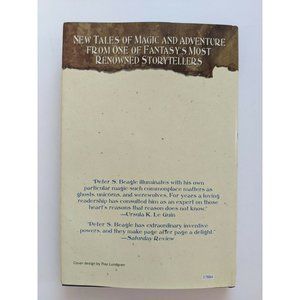 NEW TALES OF MAGIC AND ADVENTURE
FROM ONE OF FANTASY'S MOST
RENOWNED STORYTELLERS
"Peter S. Beagle illuminates with his own
particular magic such commonplace matters as
ghosts, unicorns, and werewolves. For years a loving
readership has consulted him as an expert on those
heart's reasons that reason does not know."
—Ursula K. Le Guin
"Peter S. Beagle has extraordinary inventive
powers, and they make page after page a delight."
—Saturday Review
Cover design by Trey Lundgren